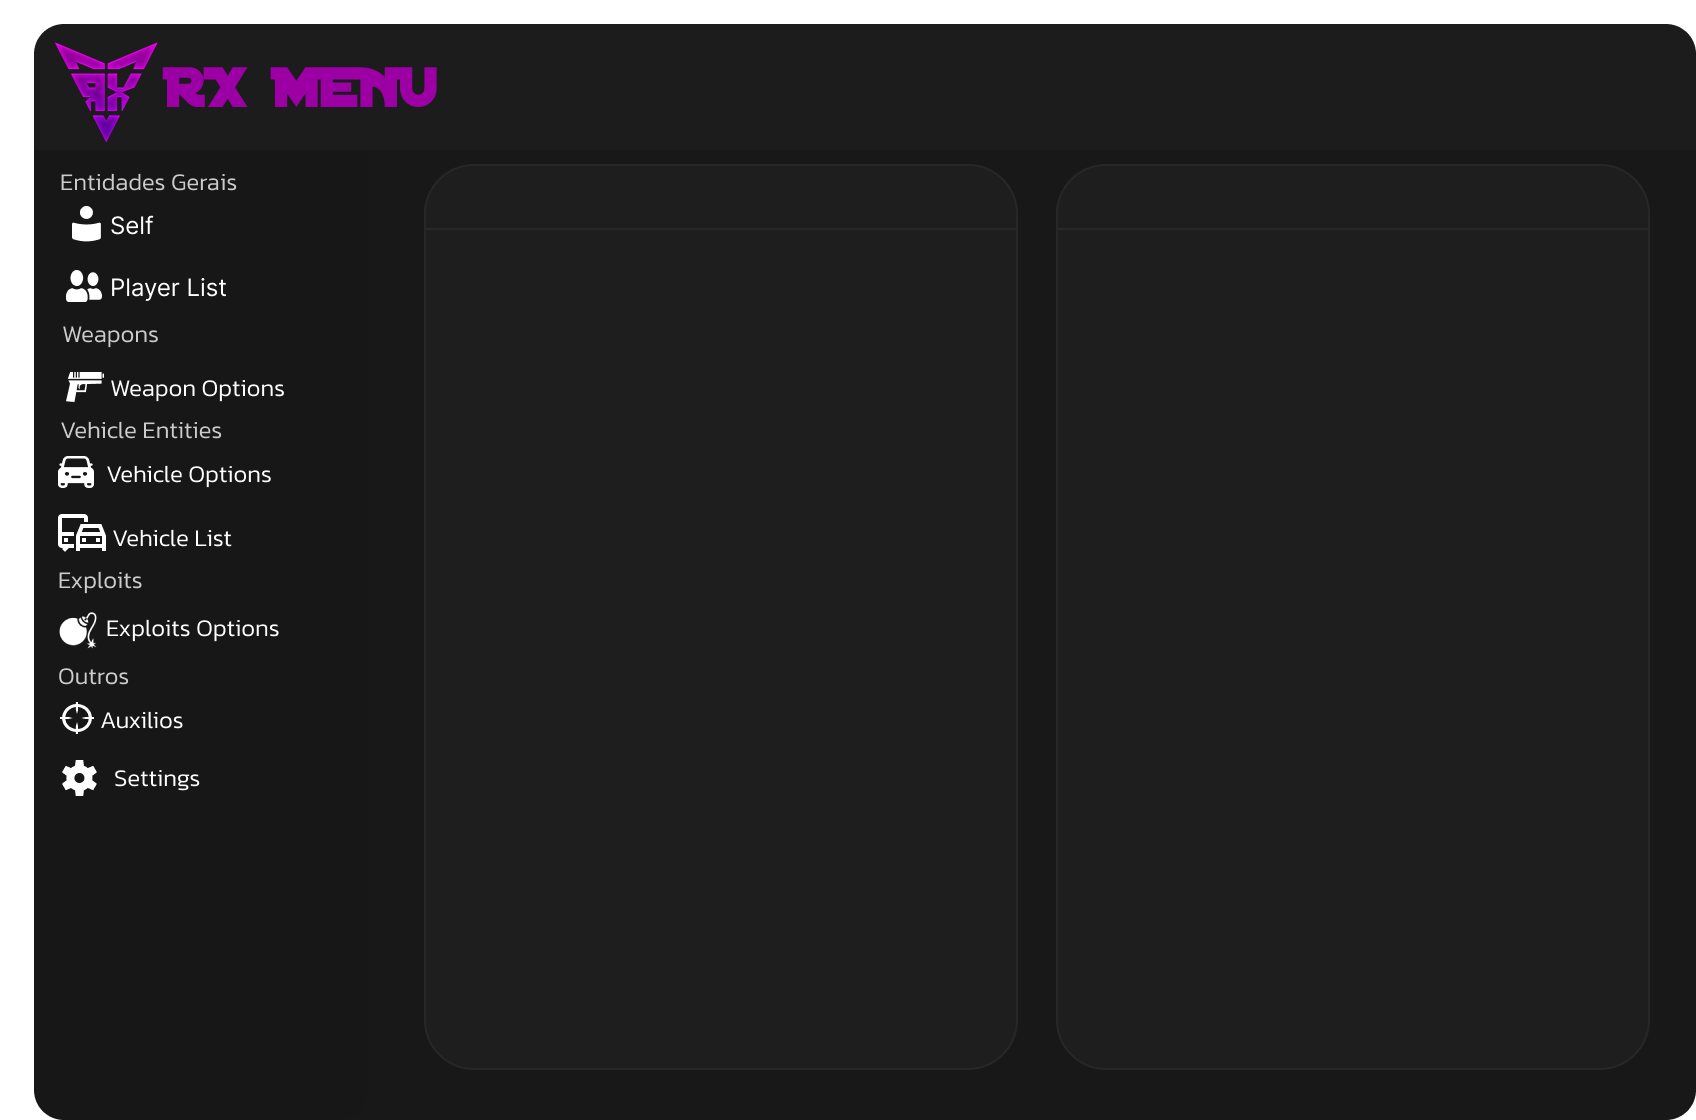 RX MENU
Entidades Gerais
Self
Player List
Weapons
Weapon Options
Vehicle Entities
Vehicle Options
Vehicle List
Exploits
Exploits Options
Outros
Auxilios
Settings